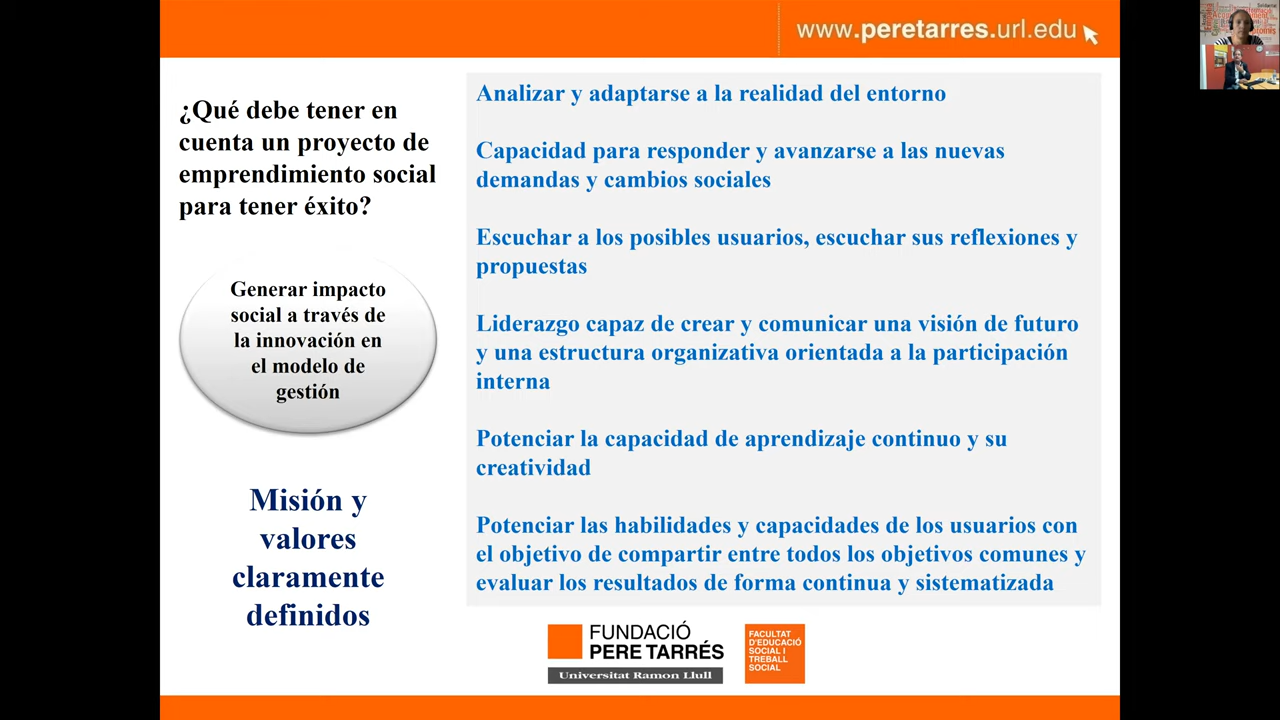 www.peretarres.url.edu
¿Qué debe tener en
cuenta un proyecto de
emprendimiento social
para tener éxito?
Generar impacto
social a través de
la innovación en
el modelo de
gestión
Misión y
valores
claramente
definidos
Analizar y adaptarse a la realidad del entorno
Capacidad para responder y avanzarse a las nuevas
demandas y cambios sociales
Escuchar a los posibles usuarios, escuchar sus reflexiones y
propuestas
Liderazgo capaz de crear y comunicar una visión de futuro
y una estructura organizativa orientada a la participación
interna
Potenciar la capacidad de aprendizaje continuo y su
creatividad
Potenciar las habilidades y capacidades de los usuarios con
el objetivo de compartir entre todos los objetivos comunes y
evaluar los resultados de forma continua y sistematizada
FUNDACIÓ
PERE TARRÉS
Universitat Ramon Llull
FACULTAT
D'EDUCACIÓ
SOCIAL I
TREBALL
SOCIAL